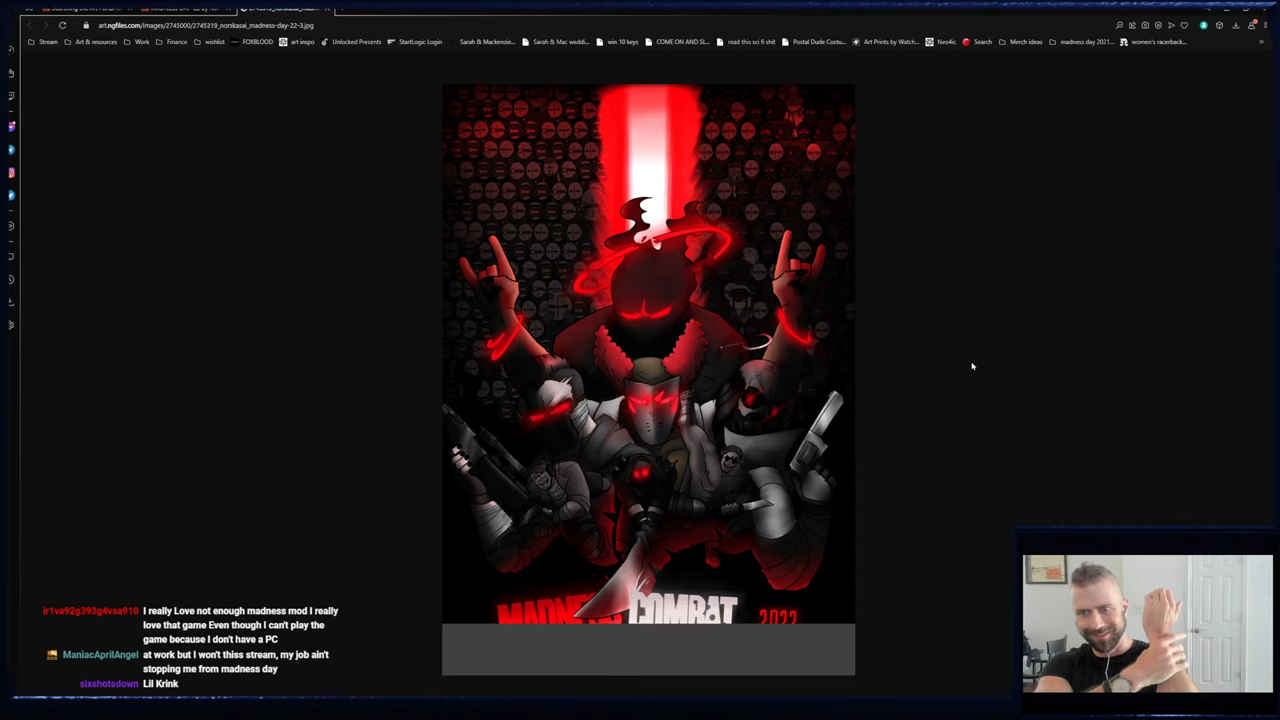 art.ngfiles.com/images/2745000/2745319_norskasai_madness-day-22-3.jpg
Stream Art & resources Work Finance wishlist FOXBLOOD art inspo Unlocked Presents StartLogic Login Sarah & Mackenzie... Sarah & Mac weddi... win 10 keys COME ON AND SL... read this sci fi shit Postal Dude Costu... Art Prints by Watch... Neo4ic Search Merch ideas madness day 2021... women's racerback...
MADNESS COMBAT 2022
ir1va92g393g4vsa910 I really Love not enough madness mod I really
love that game Even though I can't play the
game because I don't have a PC
ManiacAprilAngel at work but I won't thiss stream, my job ain't
stopping me from madness day
sixshotsdown Lil Krink